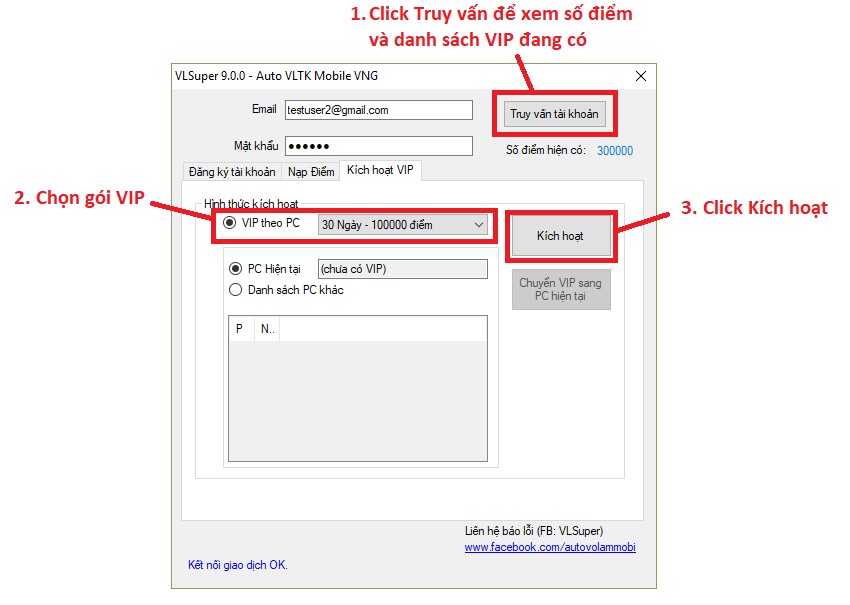 1. Click Truy vấn để xem số điểm
và danh sách VIP đang có
VLSuper 9.0.0 - Auto VLTK Mobile VNG
Email
testuser2@gmail.com
Truy vấn tài khoản
Mật khẩu
●●●●●●
Số điểm hiện có: 300000
Đăng ký tài khoản
Nạp Điểm
Kích hoạt VIP
2. Chọn gói VIP
Hình thức kích hoạt
VIP theo PC
30 Ngày - 100000 điểm
Kích hoạt
3. Click Kích hoạt
PC Hiện tại
(chưa có VIP)
Danh sách PC khác
Chuyển VIP sang
PC hiện tại
P
N..
Liên hệ báo lỗi (FB: VLSuper)
www.facebook.com/autovolammobi
Kết nối giao dịch OK.